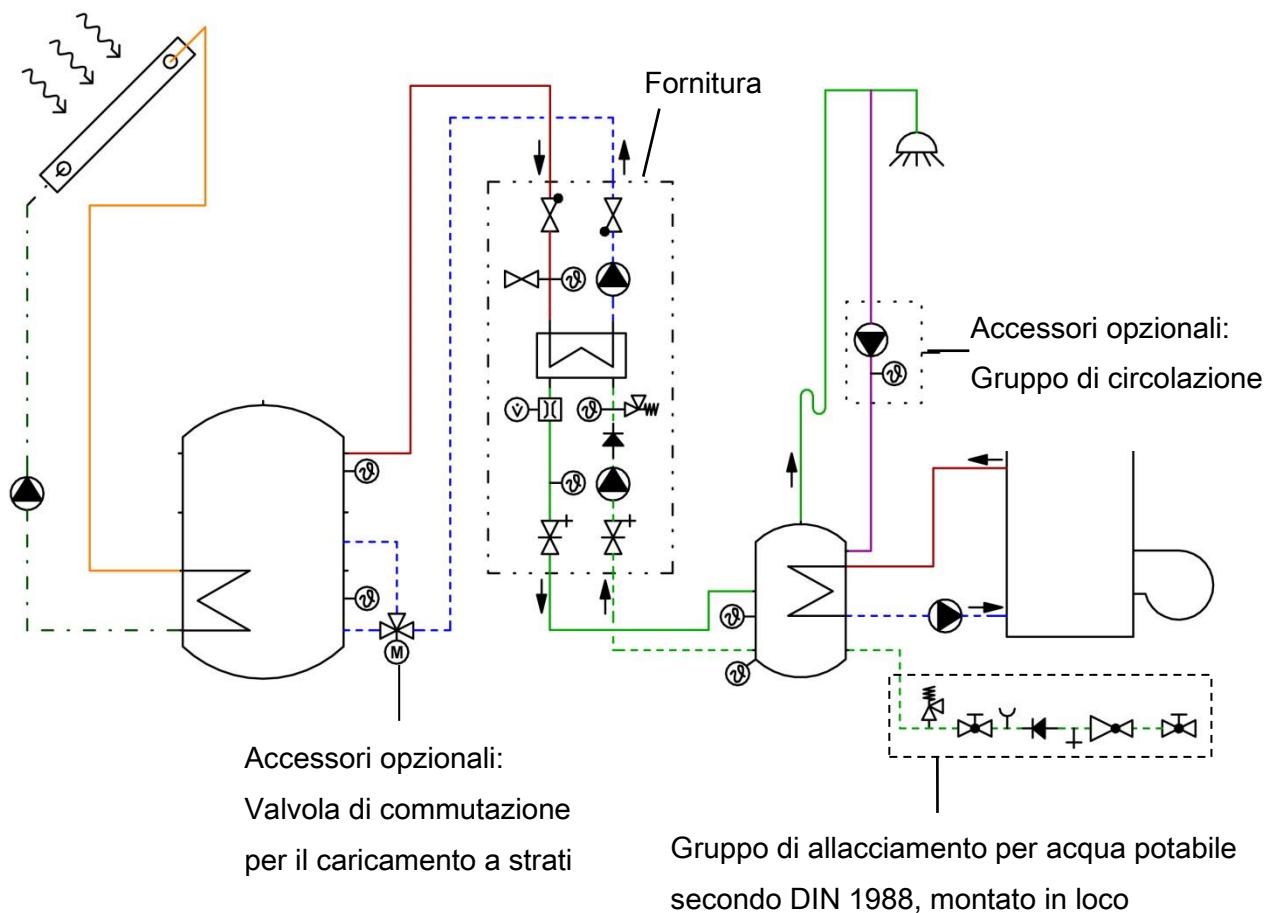 Fornitura
Accessori opzionali:
Gruppo di circolazione
ϑ
ϑ
V̇
ϑ
ϑ
ϑ
ϑ
ϑ
ϑ
M
Accessori opzionali:
Valvola di commutazione
per il caricamento a strati
Gruppo di allacciamento per acqua potabile
secondo DIN 1988, montato in loco